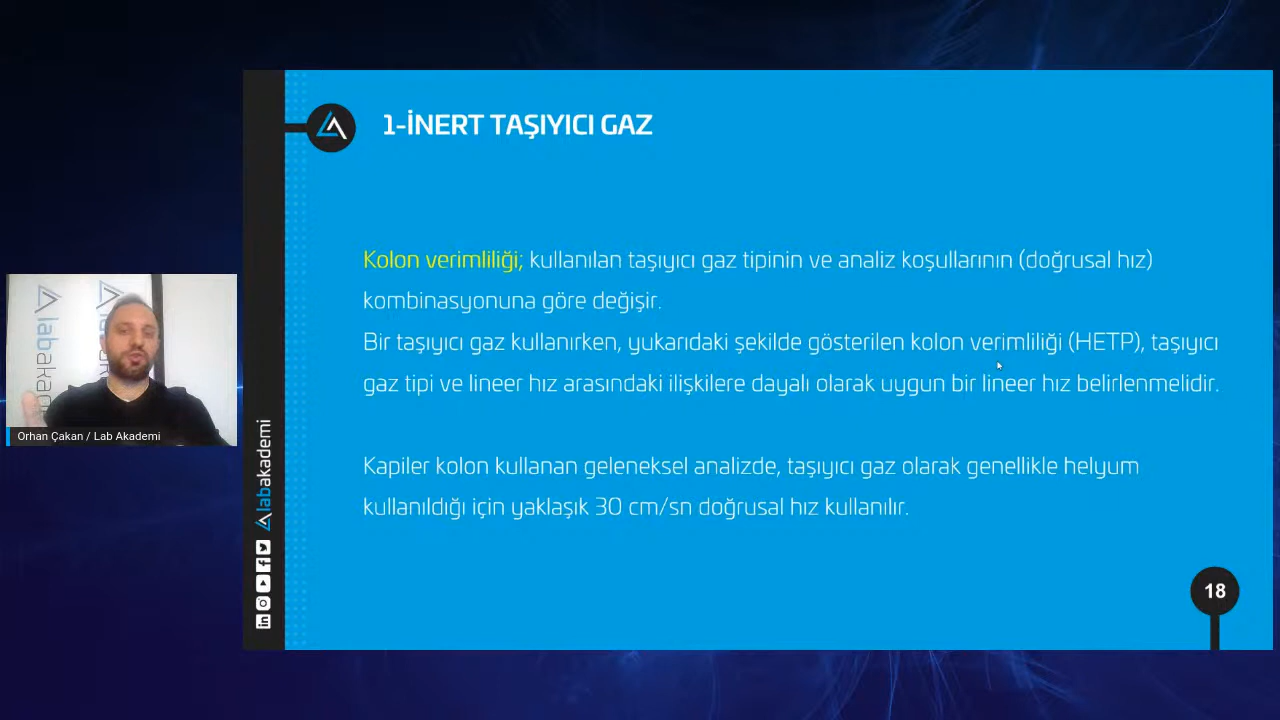 1-İNERT TAŞIYICI GAZ
Kolon verimliliği; kullanılan taşıyıcı gaz tipinin ve analiz koşullarının (doğrusal hız)
kombinasyonuna göre değişir.
Bir taşıyıcı gaz kullanırken, yukarıdaki şekilde gösterilen kolon verimliliği (HETP), taşıyıcı
gaz tipi ve lineer hız arasındaki ilişkilere dayalı olarak uygun bir lineer hız belirlenmelidir.
Kapiler kolon kullanan geleneksel analizde, taşıyıcı gaz olarak genellikle helyum
kullanıldığı için yaklaşık 30 cm/sn doğrusal hız kullanılır.
18
labakademi
Orhan Çakan / Lab Akademi